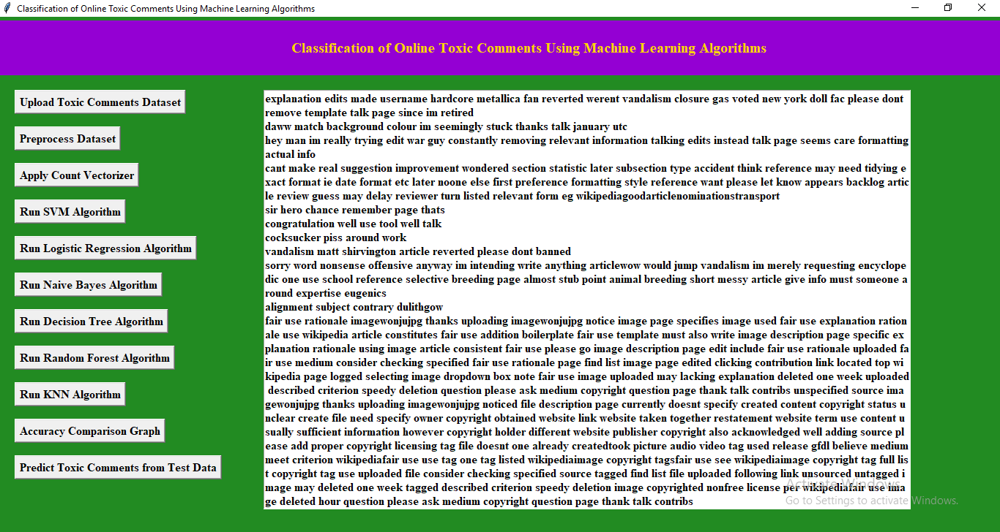 Classification of Online Toxic Comments Using Machine Learning Algorithms
Classification of Online Toxic Comments Using Machine Learning Algorithms
Upload Toxic Comments Dataset
Preprocess Dataset
Apply Count Vectorizer
Run SVM Algorithm
Run Logistic Regression Algorithm
Run Naive Bayes Algorithm
Run Decision Tree Algorithm
Run Random Forest Algorithm
Run KNN Algorithm
Accuracy Comparison Graph
Predict Toxic Comments from Test Data
explanation edits made username hardcore metallica fan reverted werent vandalism closure gas voted new york doll fac please dont
remove template talk page since im retired
daww match background colour im seemingly stuck thanks talk january utc
hey man im really trying edit war guy constantly removing relevant information talking edits instead talk page seems care formatting
actual info
cant make real suggestion improvement wondered section statistic later subsection type accident think reference may need tidying e
xact format ie date format etc later noone else first preference formatting style reference want please let know appears backlog artic
le review guess may delay reviewer turn listed relevant form eg wikipediagoodarticlenominationstransport
sir hero chance remember page thats
congratulation well use tool well talk
cocksucker piss around work
vandalism matt shirvington article reverted please dont banned
sorry word nonsense offensive anyway im intending write anything articlewow would jump vandalism im merely requesting encyclope
dic one use school reference selective breeding page almost stub point animal breeding short messy article give info must someone a
round expertise eugenics
alignment subject contrary dulithgow
fair use rationale imagewonjujpg thanks uploading imagewonjujpg notice image page specifies image used fair use explanation ration
ale use wikipedia article constitutes fair use addition boilerplate fair use template must also write image description page specific ex
planation rationale using image article consistent fair use please go image description page edit include fair use rationale uploaded fa
ir use medium consider checking specified fair use rationale page find list image page edited clicking contribution link located top wi
kipedia page logged selecting image dropdown box note fair use image uploaded may lacking explanation deleted one week uploaded
described criterion speedy deletion question please ask medium copyright question page thank talk contribs unspecified source ima
gewonjujpg thanks uploading imagewonjujpg noticed file description page currently doesnt specify created content copyright status u
nclear create file need specify owner copyright obtained website link website taken together restatement website term use content u
sually sufficient information however copyright holder different website publisher copyright also acknowledged well adding source pl
ease add proper copyright licensing tag file doesnt one already createdtook picture audio video tag used release gfdl believe medium
meet criterion wikipediafair use use tag one tag listed wikipediaimage copyright tagsfair use see wikipediaimage copyright tag full lis
t copyright tag use uploaded file consider checking specified source tagged find list file uploaded following link unsourced untagged i
mage may deleted one week tagged described criterion speedy deletion image copyrighted nonfree license per wikipediafair use ima
ge deleted hour question please ask medium copyright question page thank talk contribs
Activate Windows
Go to Settings to activate Windows.